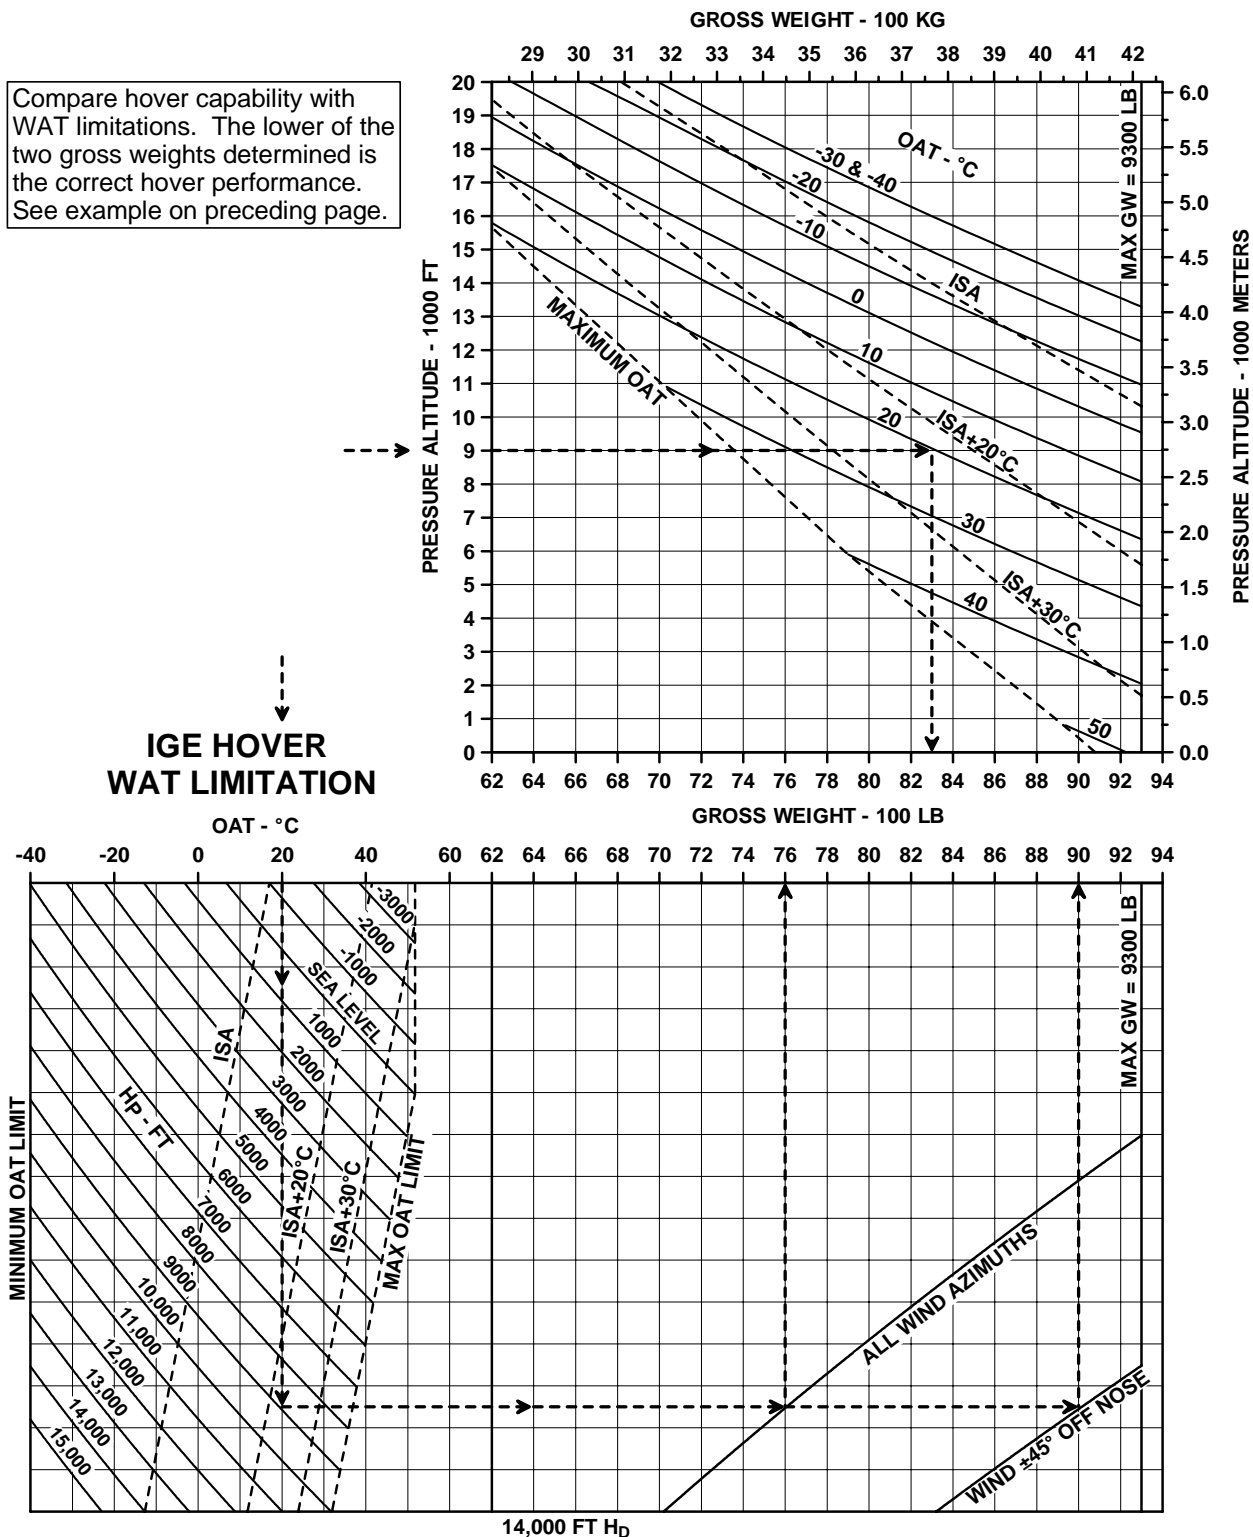 GROSS WEIGHT - 100 KG
29 30 31 32 33 34 35 36 37 38 39 40 41 42
Compare hover capability with
WAT limitations. The lower of the
two gross weights determined is
the correct hover performance.
See example on preceding page.
PRESSURE ALTITUDE - 1000 FT
20
19
18
17
16
15
14
13
12
11
10
9
8
7
6
5
4
3
2
1
0
OAT - °C
-30 & -40
-20
-10
0
10
20
30
40
50
ISA
ISA+20°C
ISA+30°C
MAXIMUM OAT
MAX GW = 9300 LB
6.0
5.5
5.0
4.5
4.0
3.5
3.0
2.5
2.0
1.5
1.0
0.5
0.0
PRESSURE ALTITUDE - 1000 METERS
62 64 66 68 70 72 74 76 78 80 82 84 86 88 90 92 94
GROSS WEIGHT - 100 LB
IGE HOVER
WAT LIMITATION
OAT - °C
-40 -20 0 20 40 60 62 64 66 68 70 72 74 76 78 80 82 84 86 88 90 92 94
MINIMUM OAT LIMIT
-3000
-2000
-1000
SEA LEVEL
1000
2000
3000
4000
5000
6000
7000
8000
9000
10,000
11,000
12,000
13,000
14,000
15,000
HP - FT
ISA
ISA+20°C
ISA+30°C
MAX OAT LIMIT
MAX GW = 9300 LB
ALL WIND AZIMUTHS
WIND ±45° OFF NOSE
14,000 FT HD